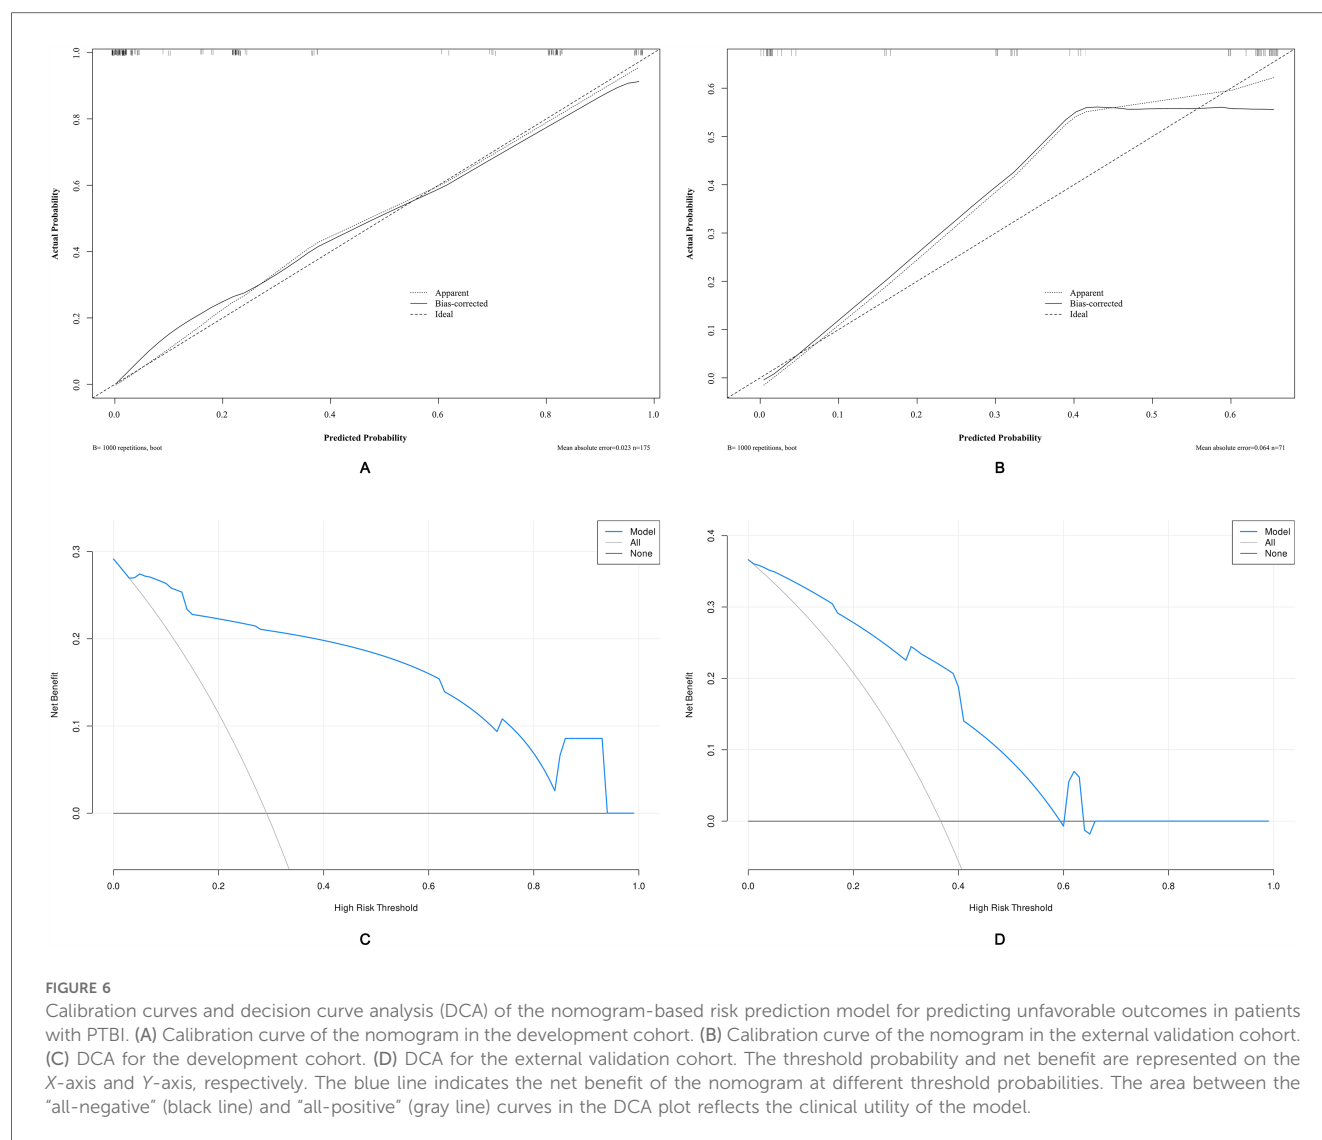 1.0
0.8
0.6
0.4
0.2
0.0
Actual Probability
Apparent
Bias-corrected
Ideal
0.0 0.2 0.4 0.6 0.8 1.0
Predicted Probability
B= 1000 repetitions, boot
Mean absolute error=0.023 n=175
A
0.6
0.5
0.4
0.3
0.2
0.1
0.0
Actual Probability
Apparent
Bias-corrected
Ideal
0.0 0.1 0.2 0.3 0.4 0.5 0.6
Predicted Probability
B= 1000 repetitions, boot
Mean absolute error=0.064 n=71
B
Model
All
None
0.3
0.2
0.1
0.0
Net Benefit
0.0 0.2 0.4 0.6 0.8 1.0
High Risk Threshold
C
Model
All
None
0.4
0.3
0.2
0.1
0.0
Net Benefit
0.0 0.2 0.4 0.6 0.8 1.0
High Risk Threshold
D
FIGURE 6
Calibration curves and decision curve analysis (DCA) of the nomogram-based risk prediction model for predicting unfavorable outcomes in patients
with PTBI. (A) Calibration curve of the nomogram in the development cohort. (B) Calibration curve of the nomogram in the external validation cohort.
(C) DCA for the development cohort. (D) DCA for the external validation cohort. The threshold probability and net benefit are represented on the
X-axis and Y-axis, respectively. The blue line indicates the net benefit of the nomogram at different threshold probabilities. The area between the
“all-negative” (black line) and “all-positive” (gray line) curves in the DCA plot reflects the clinical utility of the model.